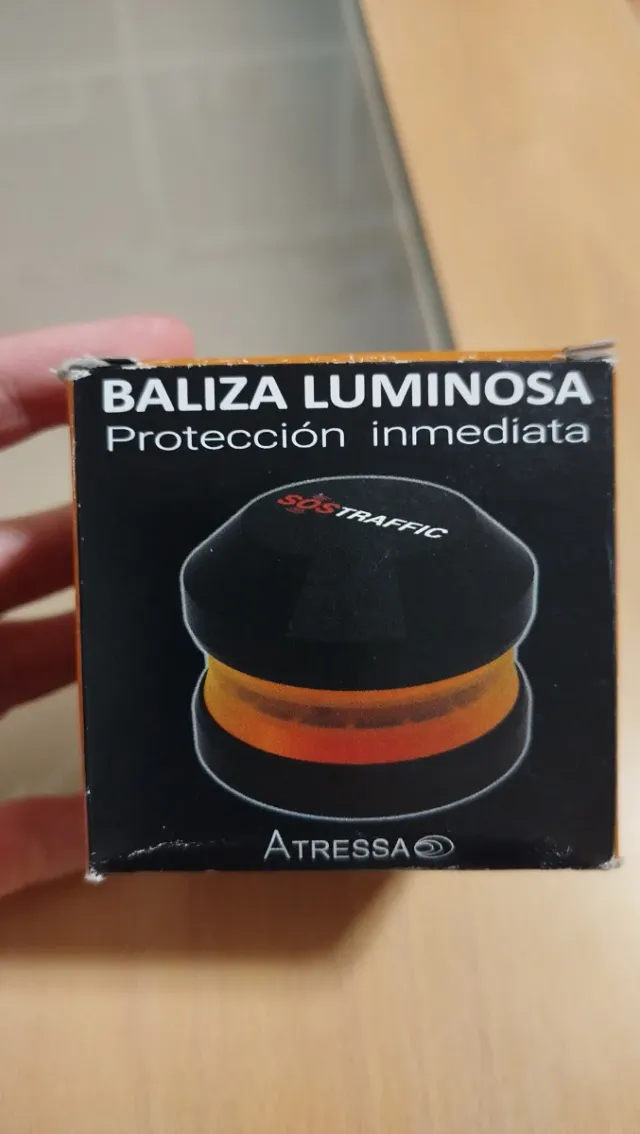 BALIZA LUMINOSA
Protección inmediata
SOSTRAFFIC
ATRESSA